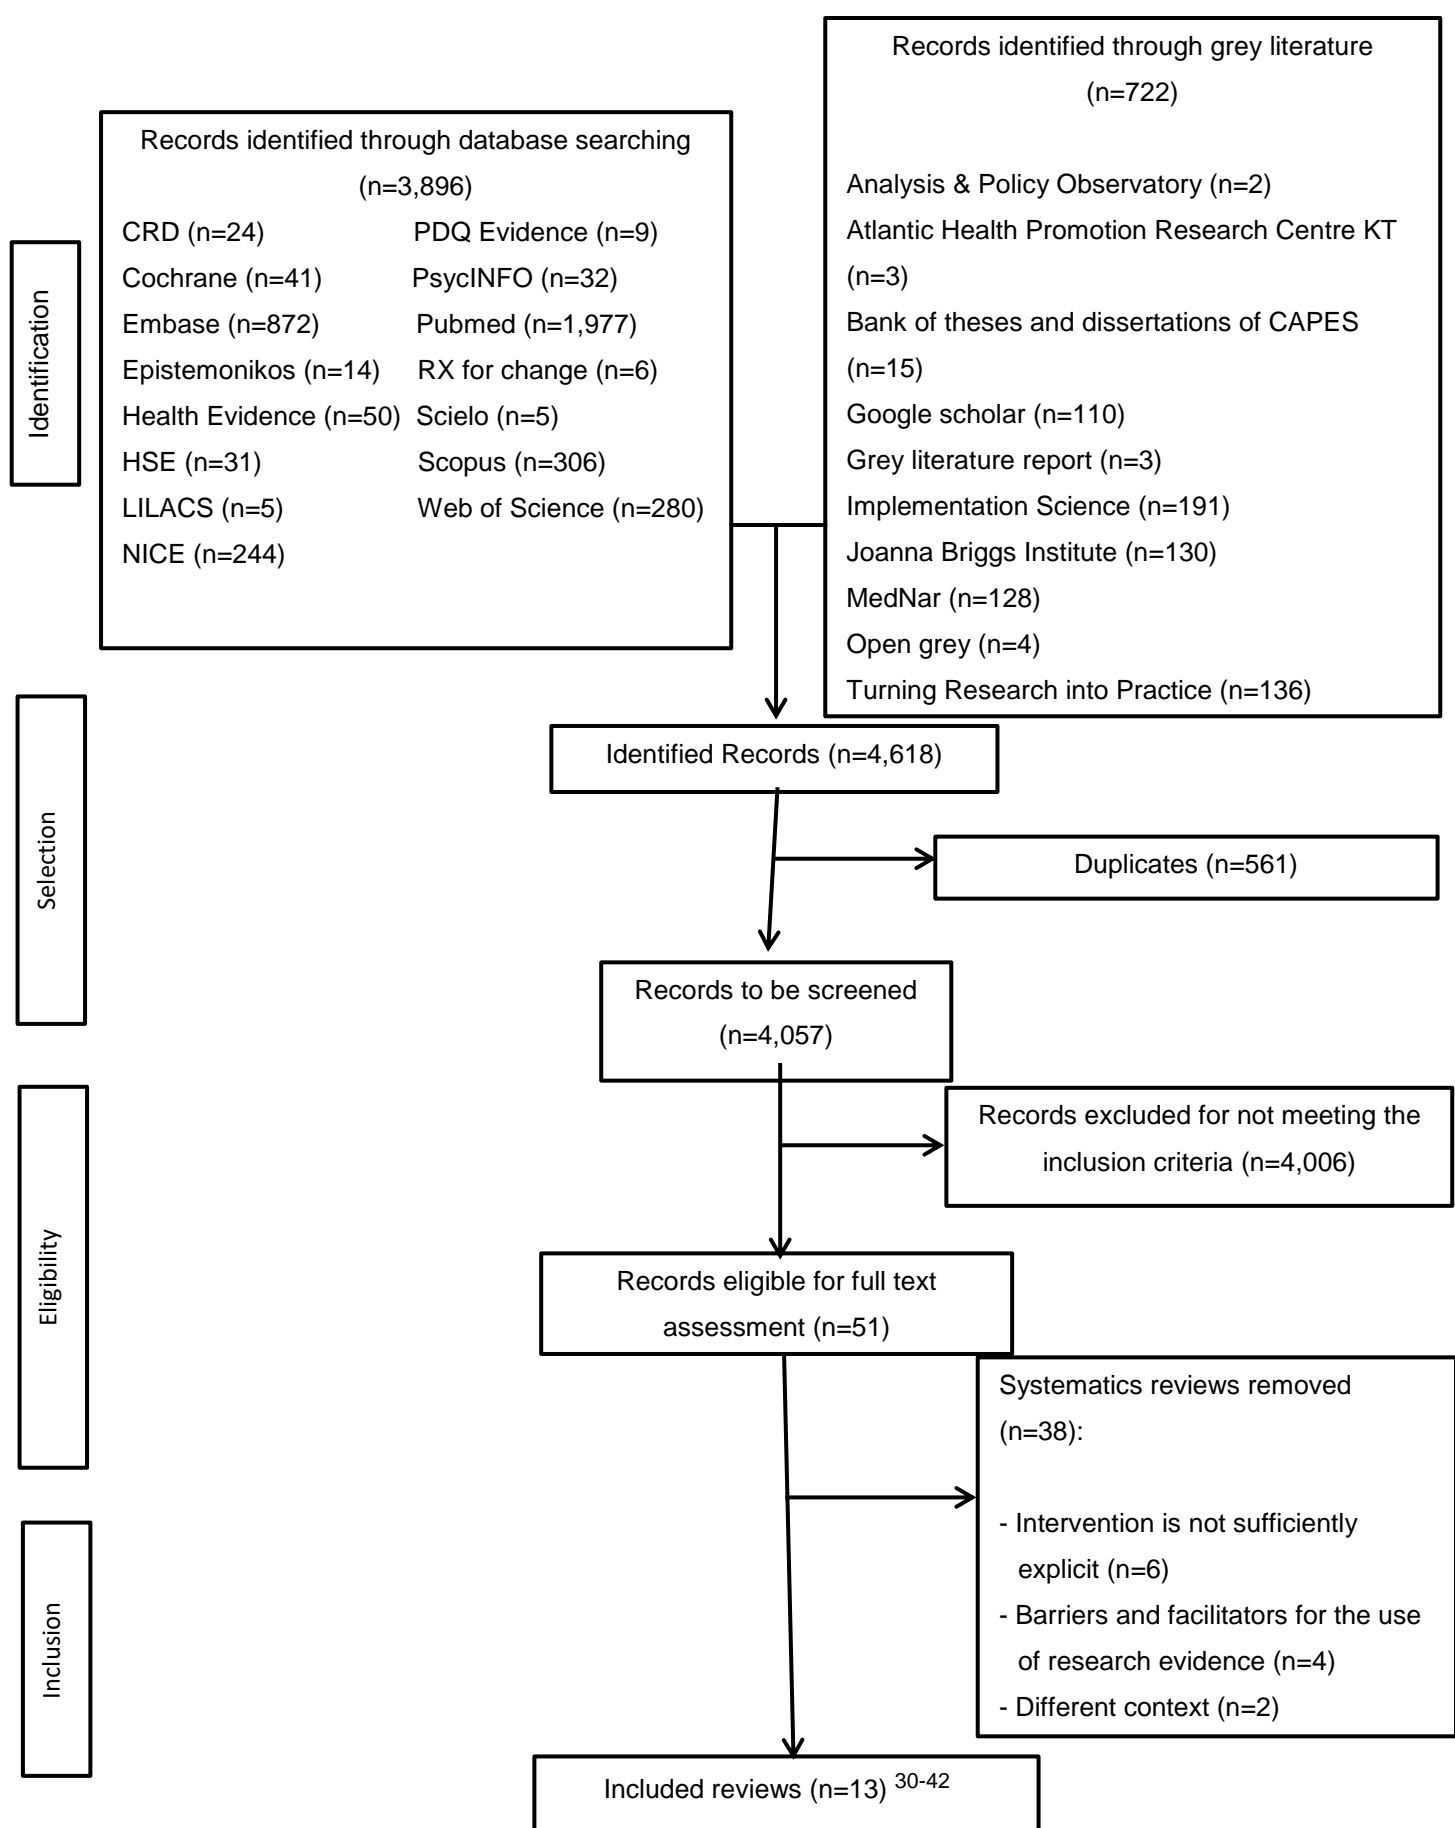 Records identified through grey literature
(n=722)
Analysis & Policy Observatory (n=2)
Atlantic Health Promotion Research Centre KT
(n=3)
Bank of theses and dissertations of CAPES
(n=15)
Google scholar (n=110)
Grey literature report (n=3)
Implementation Science (n=191)
Joanna Briggs Institute (n=130)
MedNar (n=128)
Open grey (n=4)
Turning Research into Practice (n=136)
Records identified through database searching
(n=3,896)
CRD (n=24) PDQ Evidence (n=9)
Cochrane (n=41) PsycINFO (n=32)
Embase (n=872) Pubmed (n=1,977)
Epistemonikos (n=14) RX for change (n=6)
Health Evidence (n=50) Scielo (n=5)
HSE (n=31) Scopus (n=306)
LILACS (n=5) Web of Science (n=280)
NICE (n=244)
Identification
Identified Records (n=4,618)
Selection
Duplicates (n=561)
Records to be screened
(n=4,057)
Records excluded for not meeting the
inclusion criteria (n=4,006)
Eligibility
Records eligible for full text
assessment (n=51)
Systematics reviews removed
(n=38):
- Intervention is not sufficiently
explicit (n=6)
- Barriers and facilitators for the use
of research evidence (n=4)
- Different context (n=2)
Inclusion
Included reviews (n=13) 30-42